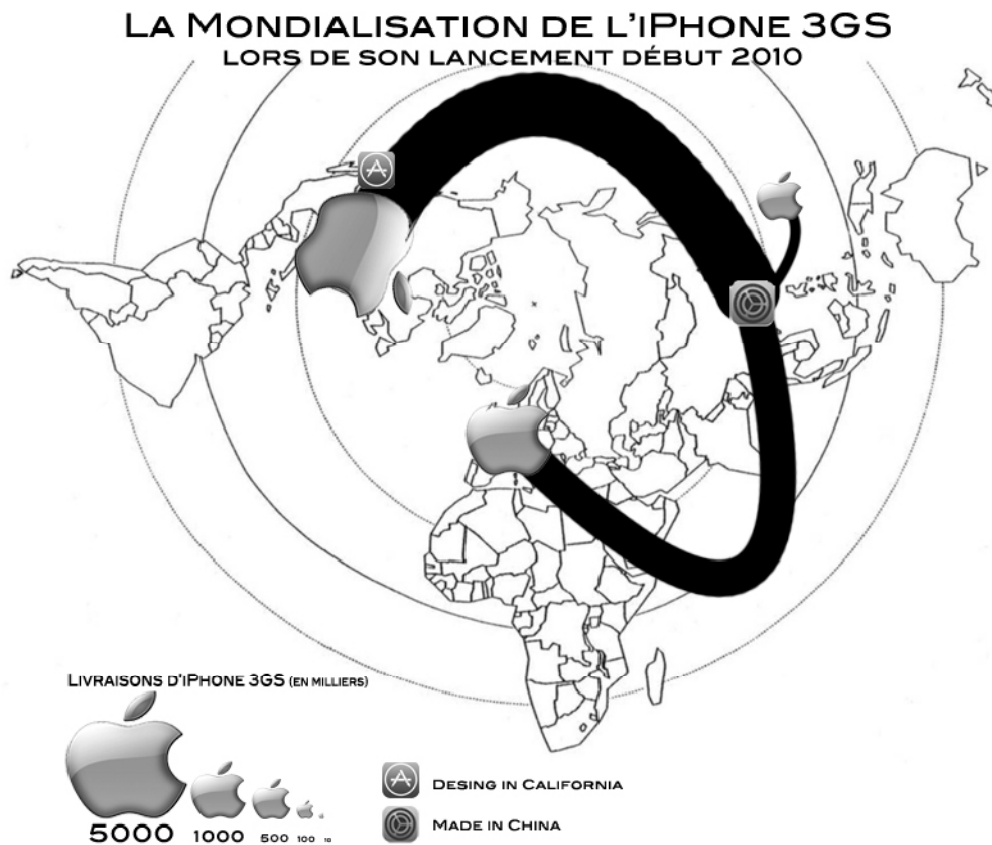 La Mondialisation de l'iPhone 3GS
lors de son lancement début 2010
Livraisons d'iPhone 3GS (en milliers)
5000 1000 500 100 10
Desing in California
Made in China